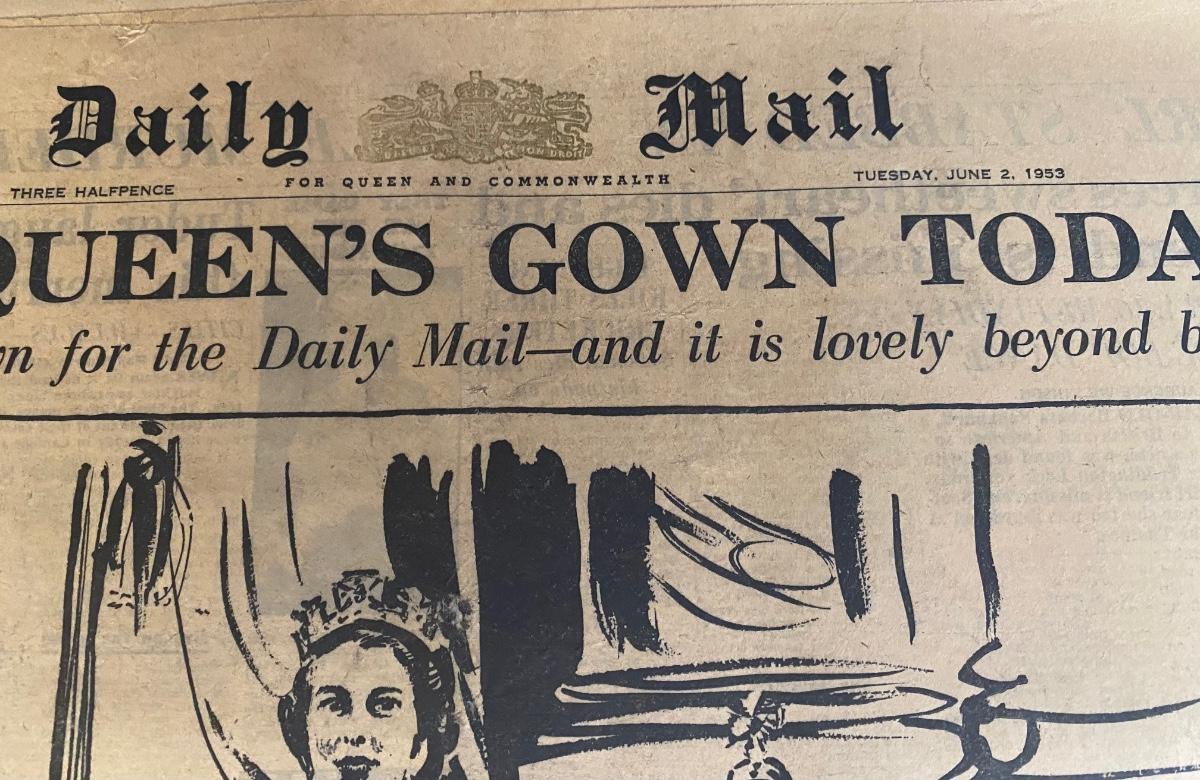 Daily Mail
THREE HALFPENCE
FOR QUEEN AND COMMONWEALTH
TUESDAY, JUNE 2, 1953
QUEEN'S GOWN TODA
for the Daily Mail—and it is lovely beyond